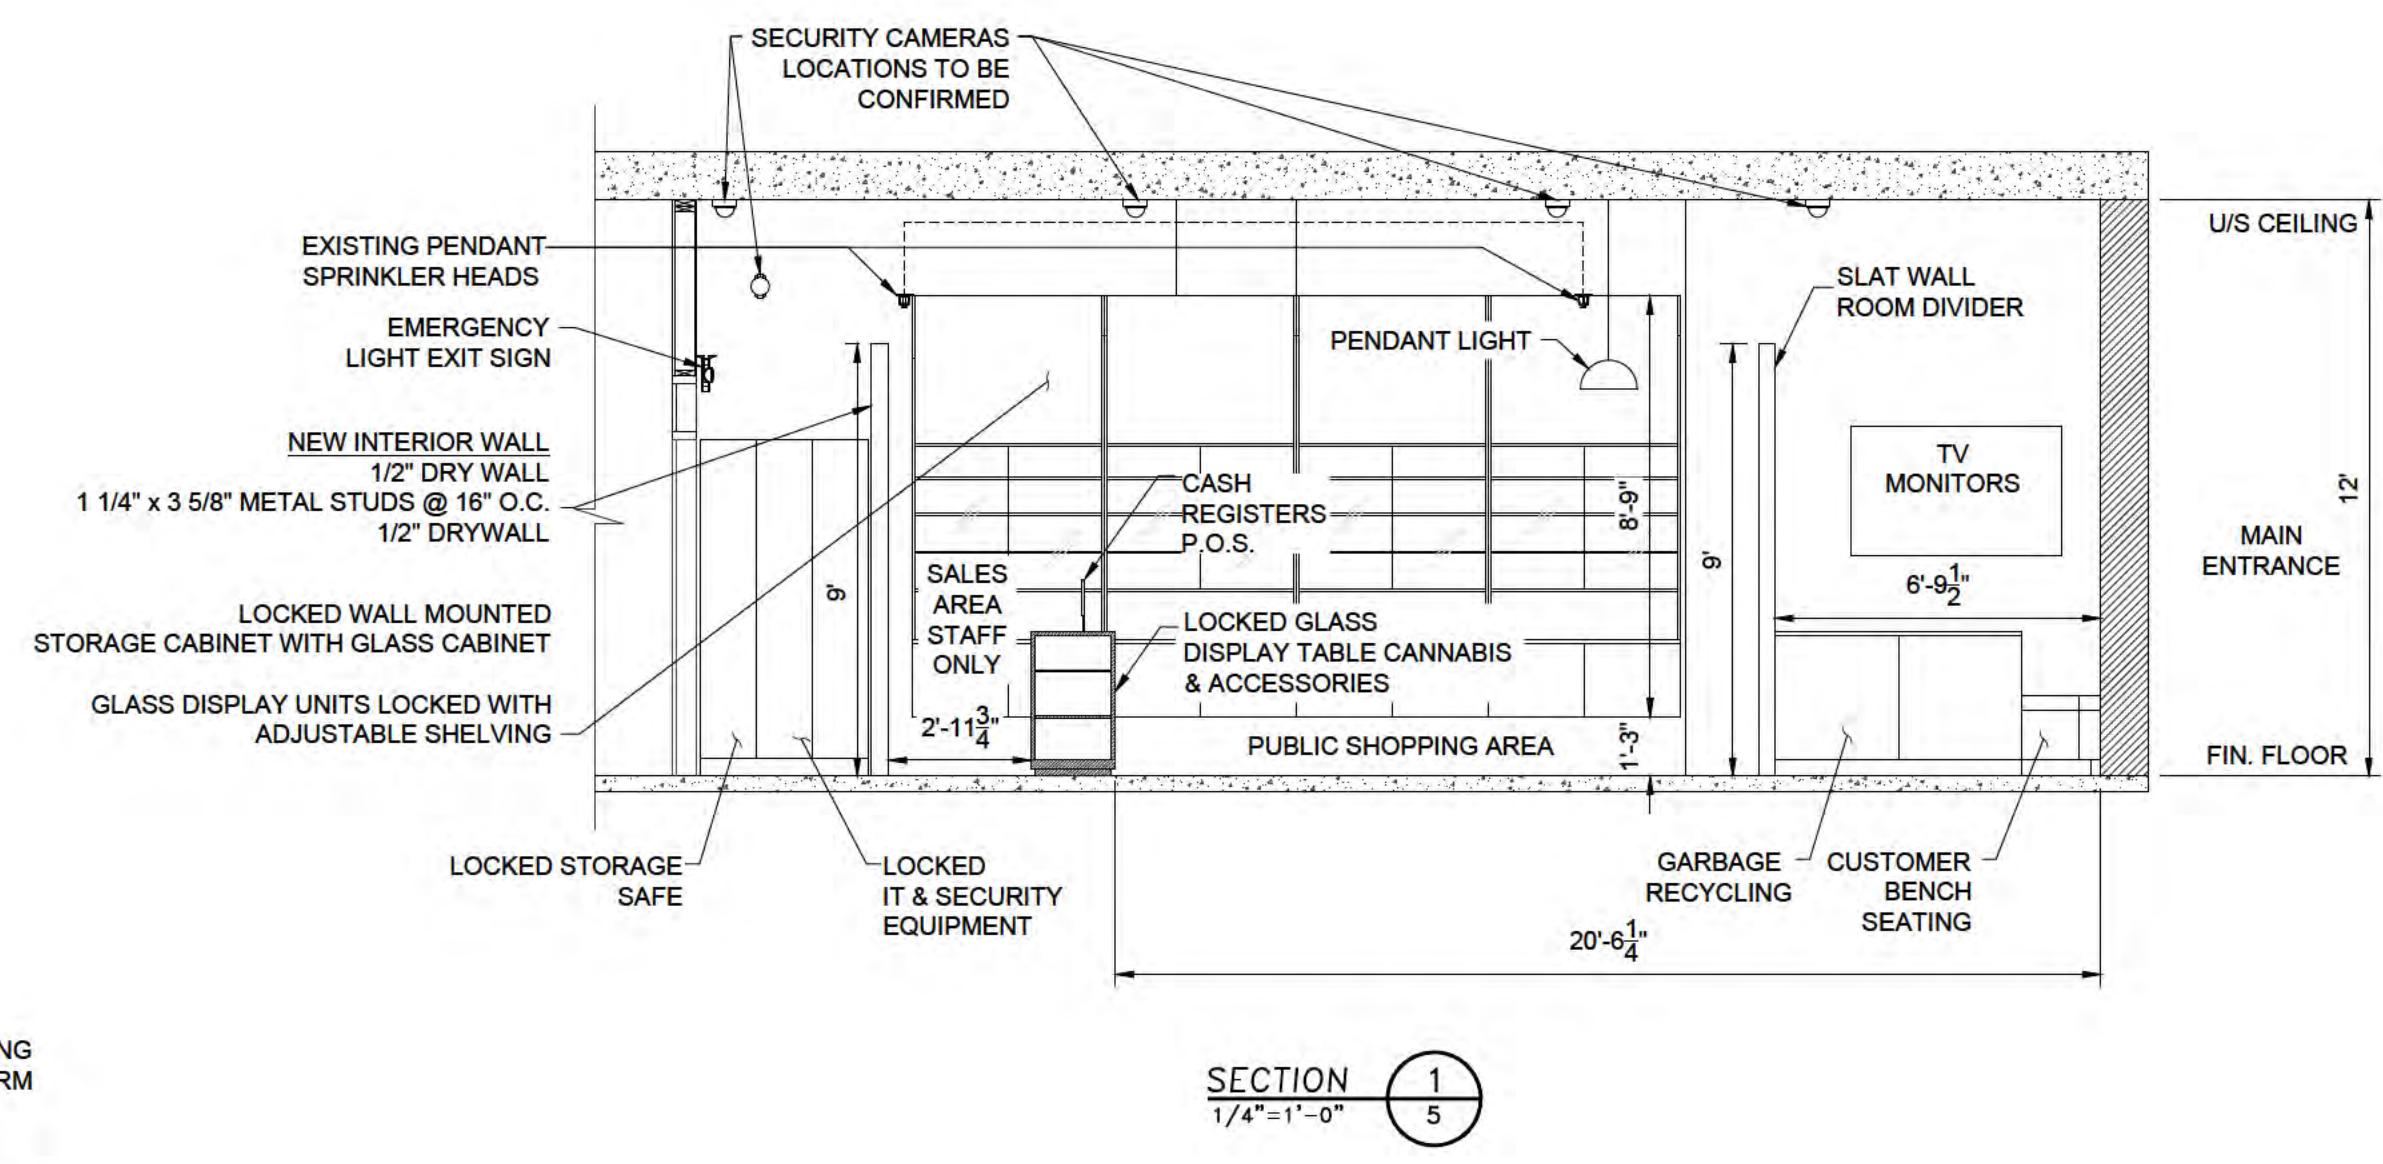 SECURITY CAMERAS
LOCATIONS TO BE
CONFIRMED
EXISTING PENDANT
SPRINKLER HEADS
EMERGENCY
LIGHT EXIT SIGN
NEW INTERIOR WALL
1/2" DRY WALL
1 1/4" x 3 5/8" METAL STUDS @ 16" O.C.
1/2" DRYWALL
LOCKED WALL MOUNTED
STORAGE CABINET WITH GLASS CABINET
GLASS DISPLAY UNITS LOCKED WITH
ADJUSTABLE SHELVING
9'
SALES
AREA
STAFF
ONLY
2'-11 3/4"
CASH
REGISTERS
P.O.S.
LOCKED GLASS
DISPLAY TABLE CANNABIS
& ACCESSORIES
PUBLIC SHOPPING AREA
PENDANT LIGHT
8'-9"
1'-3"
9'
SLAT WALL
ROOM DIVIDER
TV
MONITORS
6'-9 1/2"
U/S CEILING
12'
MAIN
ENTRANCE
FIN. FLOOR
LOCKED STORAGE
SAFE
LOCKED
IT & SECURITY
EQUIPMENT
GARBAGE
RECYCLING
CUSTOMER
BENCH
SEATING
20'-6 1/4"
NG
RM
SECTION
1/4"=1'-0"
1
5